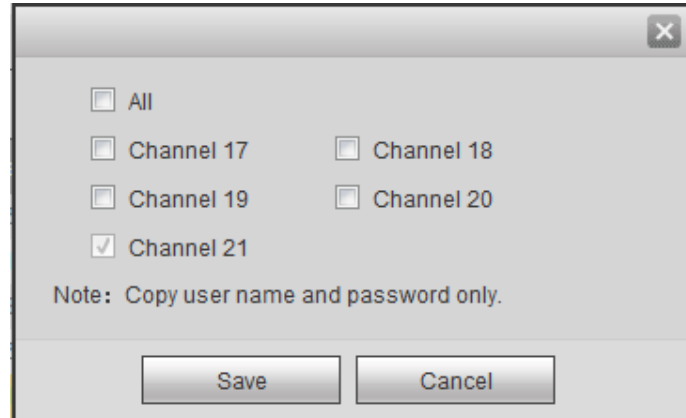 All
Channel 17 Channel 18
Channel 19 Channel 20
Channel 21
Note: Copy user name and password only.
Save Cancel